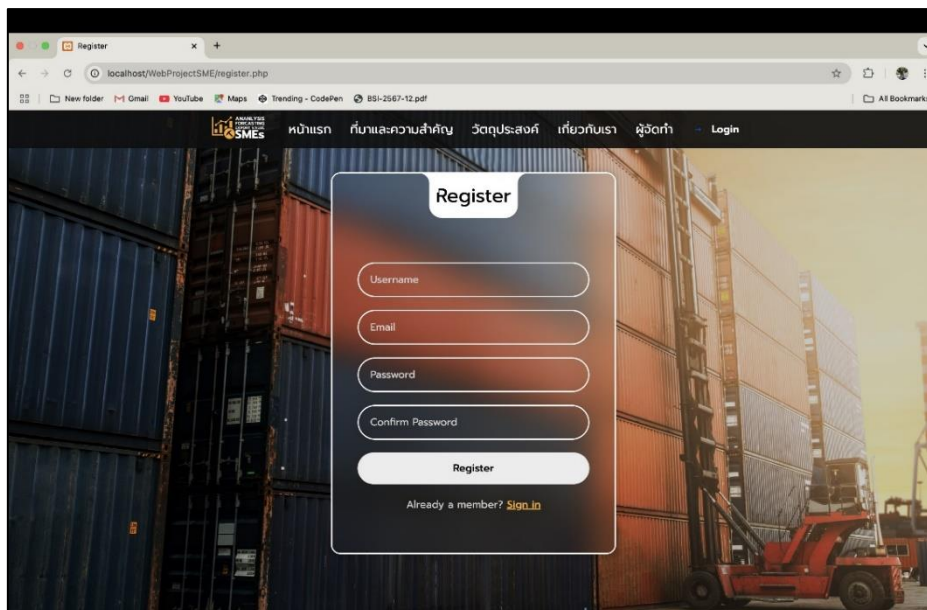 Register
localhost/WebProjectSME/register.php
New folder Gmail YouTube Maps Trending - CodePen BSI-2567-12.pdf All Bookmarks
SMEs หน้าแรก ที่มาและความสำคัญ วัตถุประสงค์ เกี่ยวกับเรา ผู้จัดทำ Login
Register
Username
Email
Password
Confirm Password
Register
Already a member? Sign in